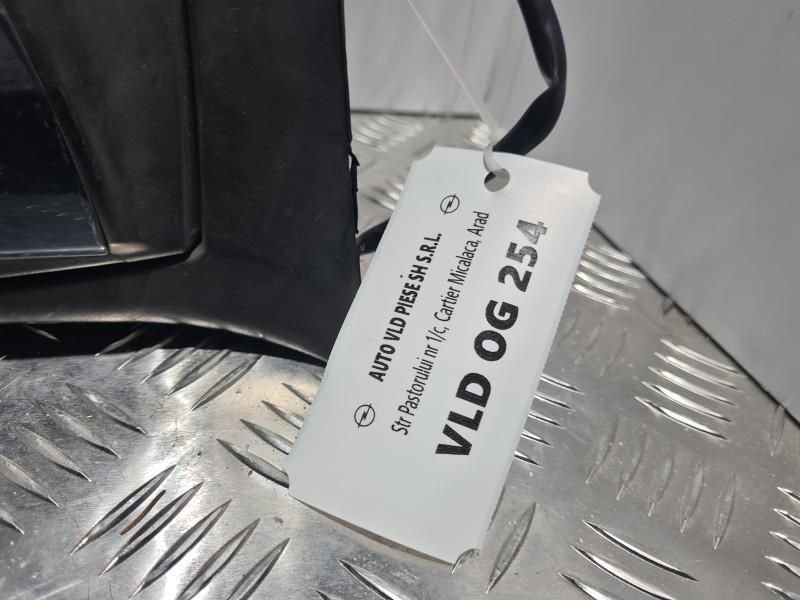 AUTO VLD PIESE SH S.R.L.
Str Pastorului nr 1/c, Cartier Micalaca, Arad
VLD OG 254